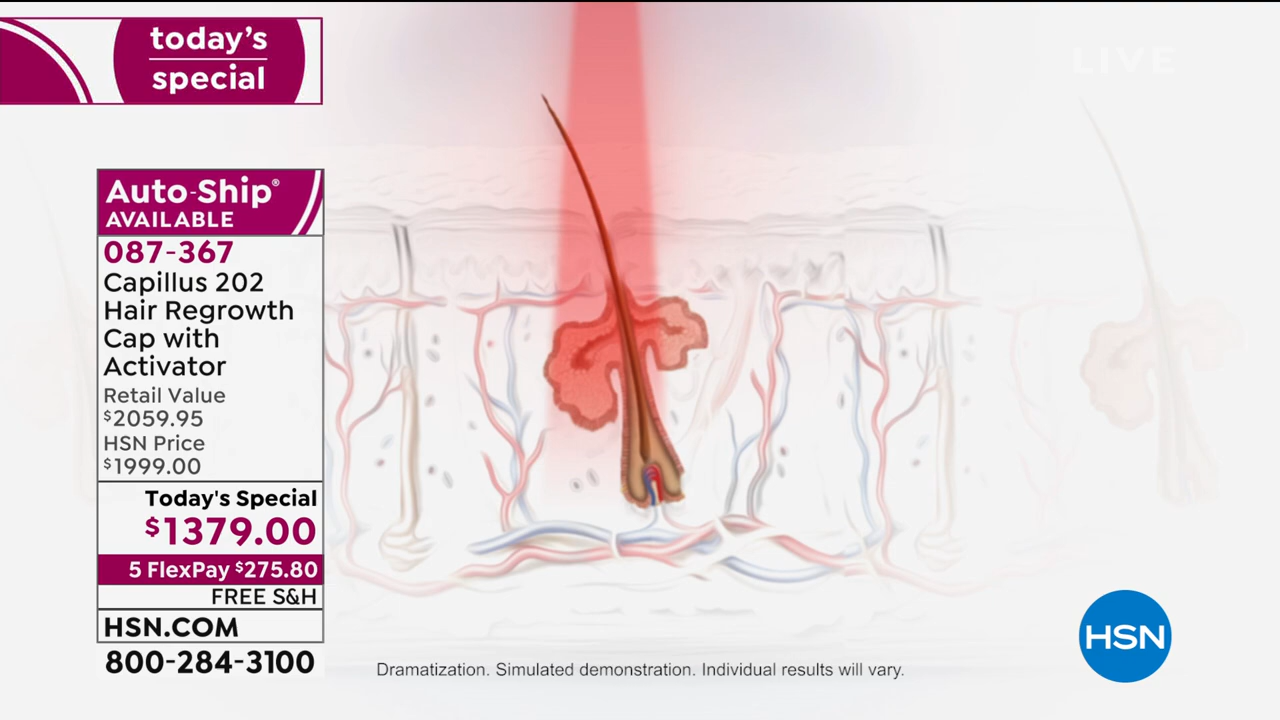 today's
special
LIVE
Auto-Ship®
AVAILABLE
087-367
Capillus 202
Hair Regrowth
Cap with
Activator
Retail Value
$2059.95
HSN Price
$1999.00
Today's Special
$1379.00
5 FlexPay $275.80
FREE S&H
HSN.COM
800-284-3100
Dramatization. Simulated demonstration. Individual results will vary.
HSN